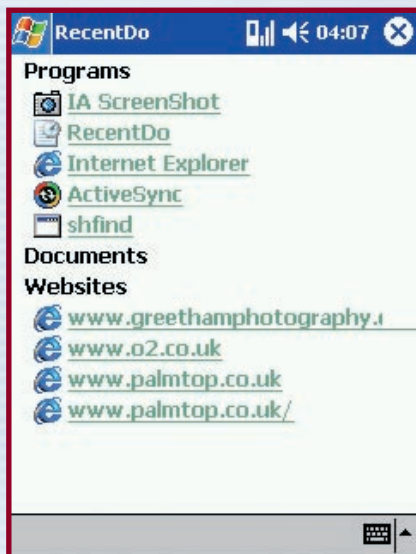 RecentDo 04:07
Programs
IA ScreenShot
RecentDo
Internet Explorer
ActiveSync
shfind
Documents
Websites
www.greethamphotography.
www.o2.co.uk
www.palmtop.co.uk
www.palmtop.co.uk/